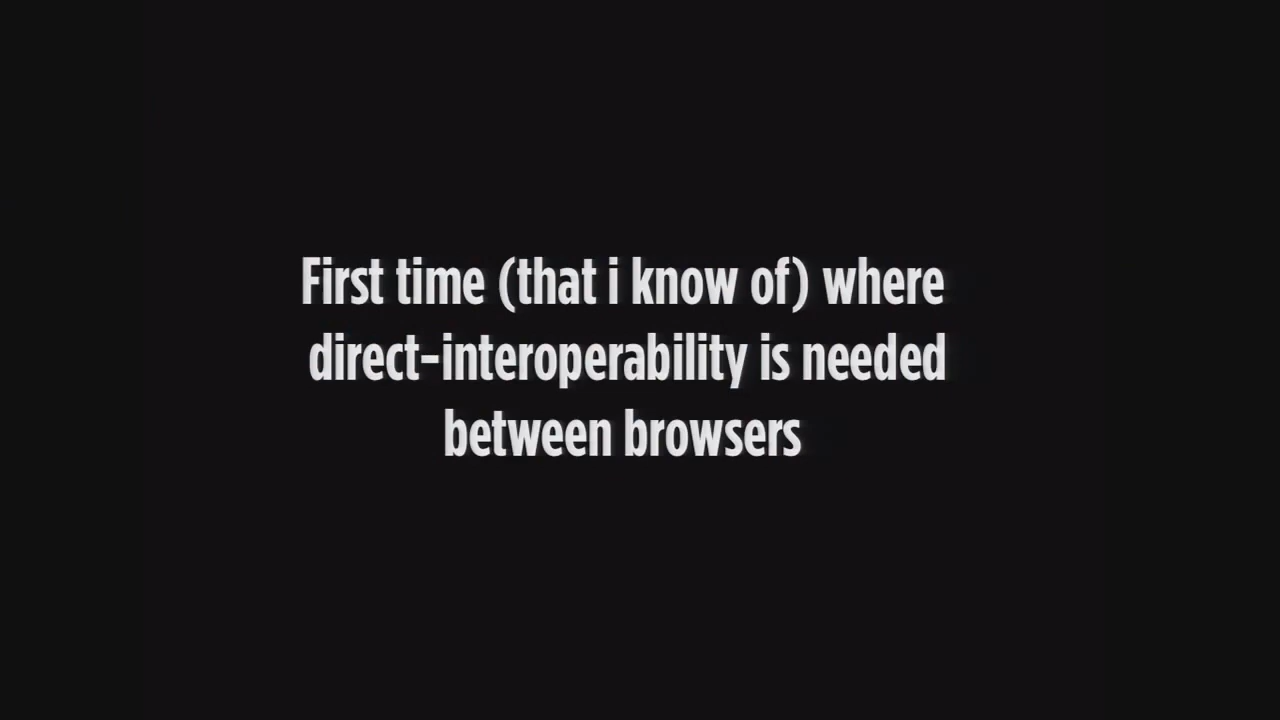 First time (that i know of) where
direct-interoperability is needed
between browsers